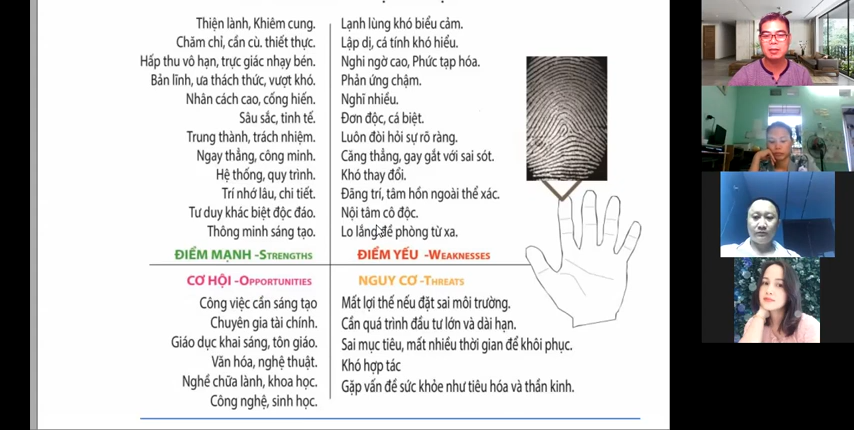 Thiện lành, Khiêm cung.
Chăm chỉ, cần cù. thiết thực.
Hấp thu vô hạn, trực giác nhạy bén.
Bản lĩnh, ưa thách thức, vượt khó.
Nhân cách cao, cống hiến.
Sâu sắc, tinh tế.
Trung thành, trách nhiệm.
Ngay thẳng, công minh.
Hệ thống, quy trình.
Trí nhớ lâu, chi tiết.
Tư duy khác biệt độc đáo.
Thông minh sáng tạo.
ĐIỂM MẠNH -STRENGTHS
Lạnh lùng khó biểu cảm.
Lập dị, cá tính khó hiểu.
Nghi ngờ cao, Phức tạp hóa.
Phản ứng chậm.
Nghĩ nhiều.
Đơn độc, cá biệt.
Luôn đòi hỏi sự rõ ràng.
Căng thẳng, gay gắt với sai sót.
Khó thay đổi.
Đãng trí, tâm hồn ngoài thể xác.
Nội tâm cô độc.
Lo lắng đề phòng từ xa.
ĐIỂM YẾU -WEAKNESSES
CƠ HỘI -OPPORTUNITIES
Công việc cần sáng tạo
Chuyên gia tài chính.
Giáo dục khai sáng, tôn giáo.
Văn hóa, nghệ thuật.
Nghề chữa lành, khoa học.
Công nghệ, sinh học.
NGUY CƠ -THREATS
Mất lợi thế nếu đặt sai môi trường.
Cần quá trình đầu tư lớn và dài hạn.
Sai mục tiêu, mất nhiều thời gian để khôi phục.
Khó hợp tác
Gặp vấn đề sức khỏe như tiêu hóa và thần kinh.